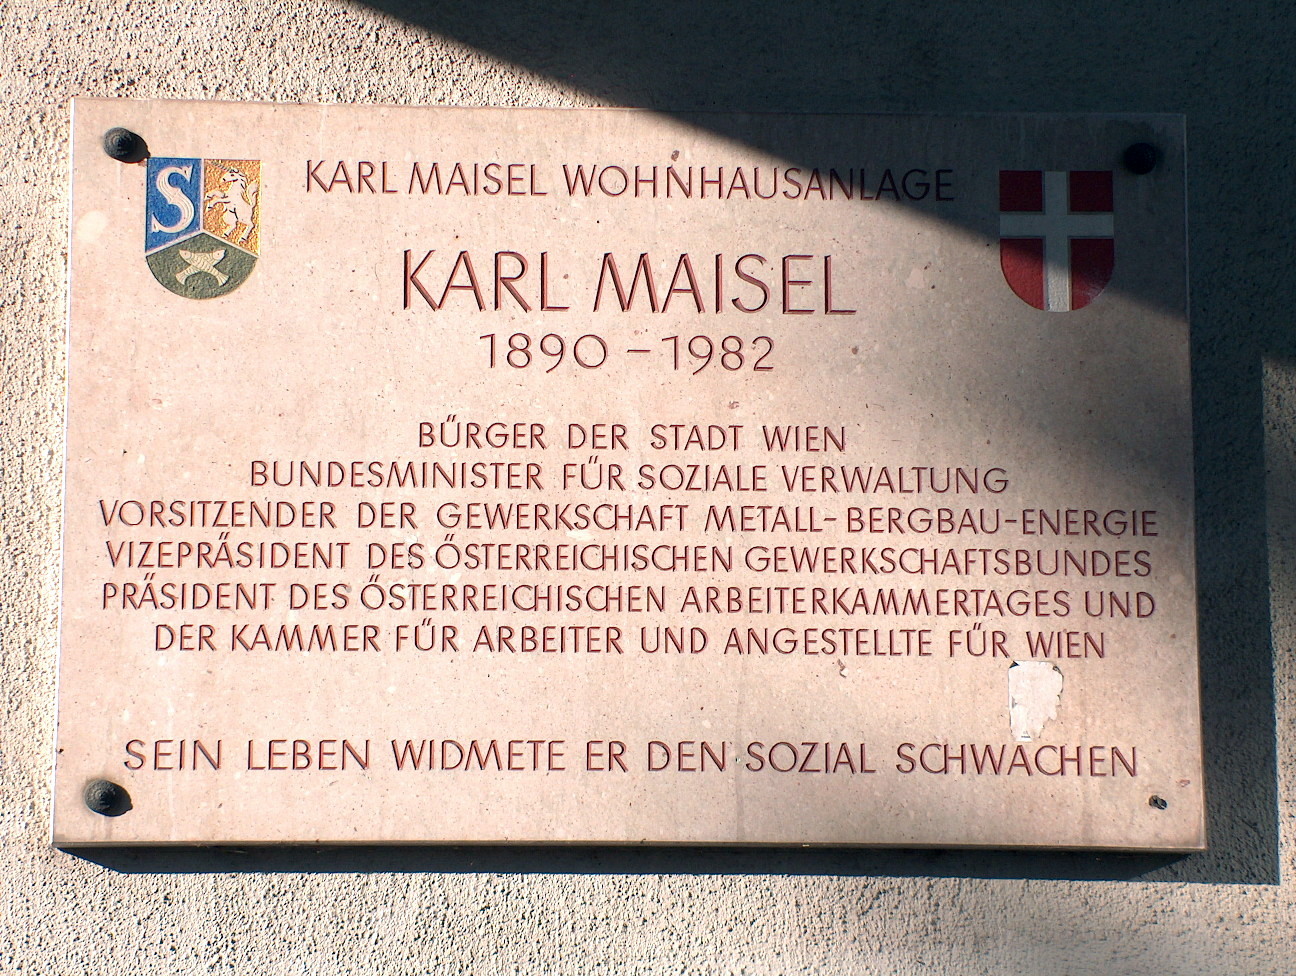 S
KARL MAISEL WOHNHAUSANLAGE
KARL MAISEL
1890 – 1982
BÜRGER DER STADT WIEN
BUNDESMINISTER FÜR SOZIALE VERWALTUNG
VORSITZENDER DER GEWERKSCHAFT METALL-BERGBAU-ENERGIE
VIZEPRÄSIDENT DES ÖSTERREICHISCHEN GEWERKSCHAFTSBUNDES
PRÄSIDENT DES ÖSTERREICHISCHEN ARBEITERKAMMERTAGES UND
DER KAMMER FÜR ARBEITER UND ANGESTELLTE FÜR WIEN
SEIN LEBEN WIDMETE ER DEN SOZIAL SCHWACHEN